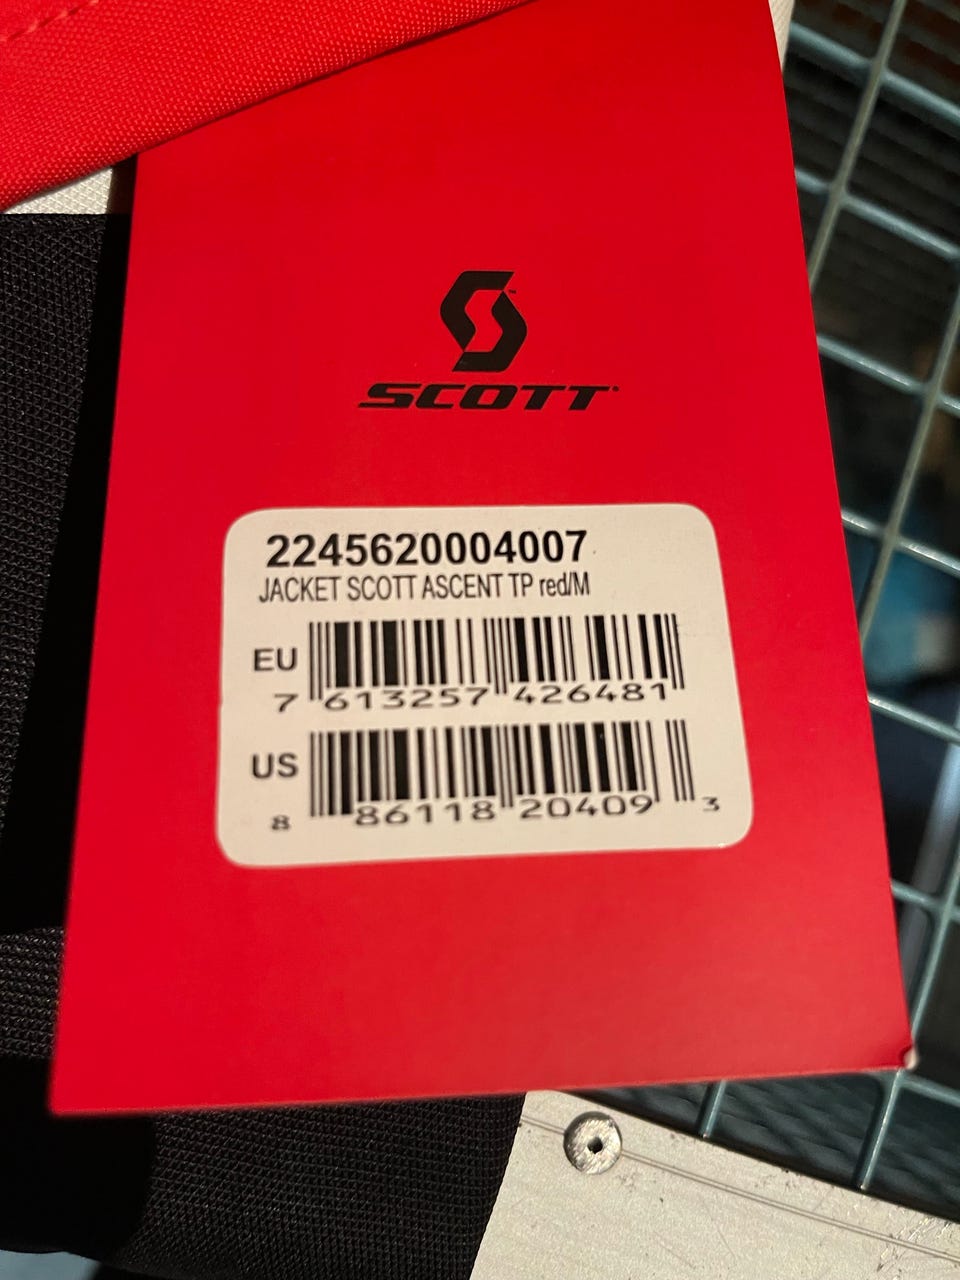 SCOTT
2245620004007
JACKET SCOTT ASCENT TP red/M
EU
7 613257 426481
US
8 86118 20409 3